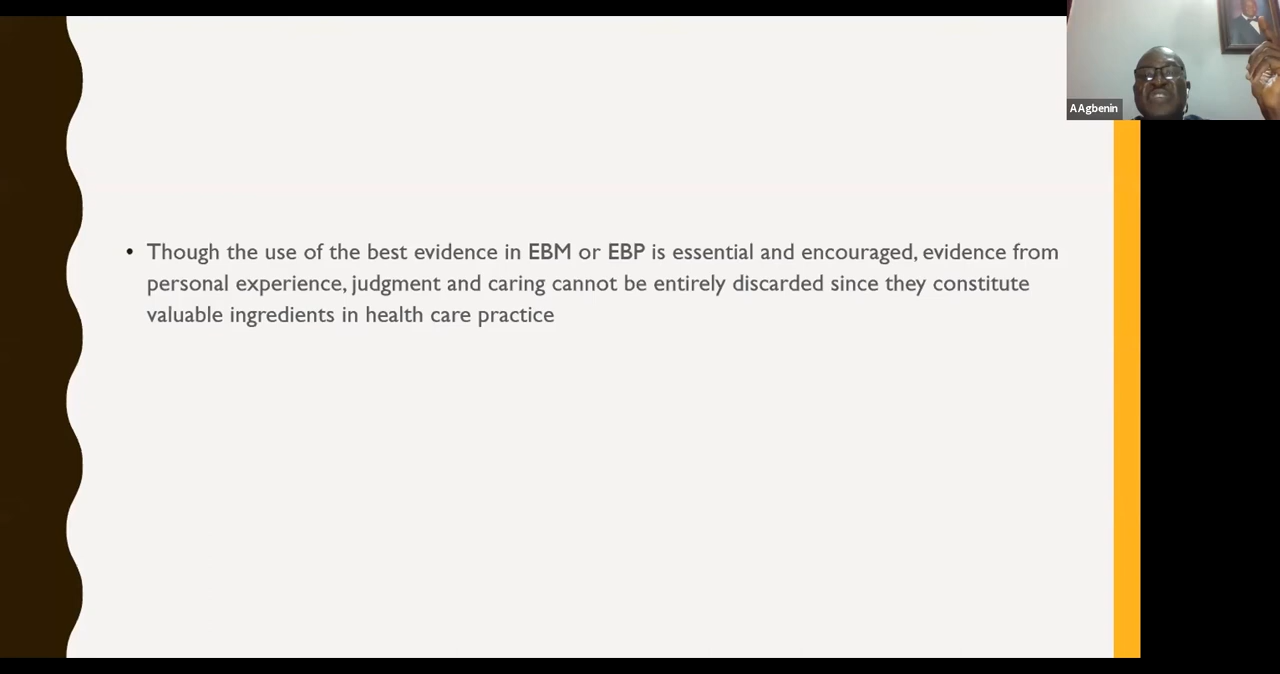 A Agbenin
• Though the use of the best evidence in EBM or EBP is essential and encouraged, evidence from
personal experience, judgment and caring cannot be entirely discarded since they constitute
valuable ingredients in health care practice